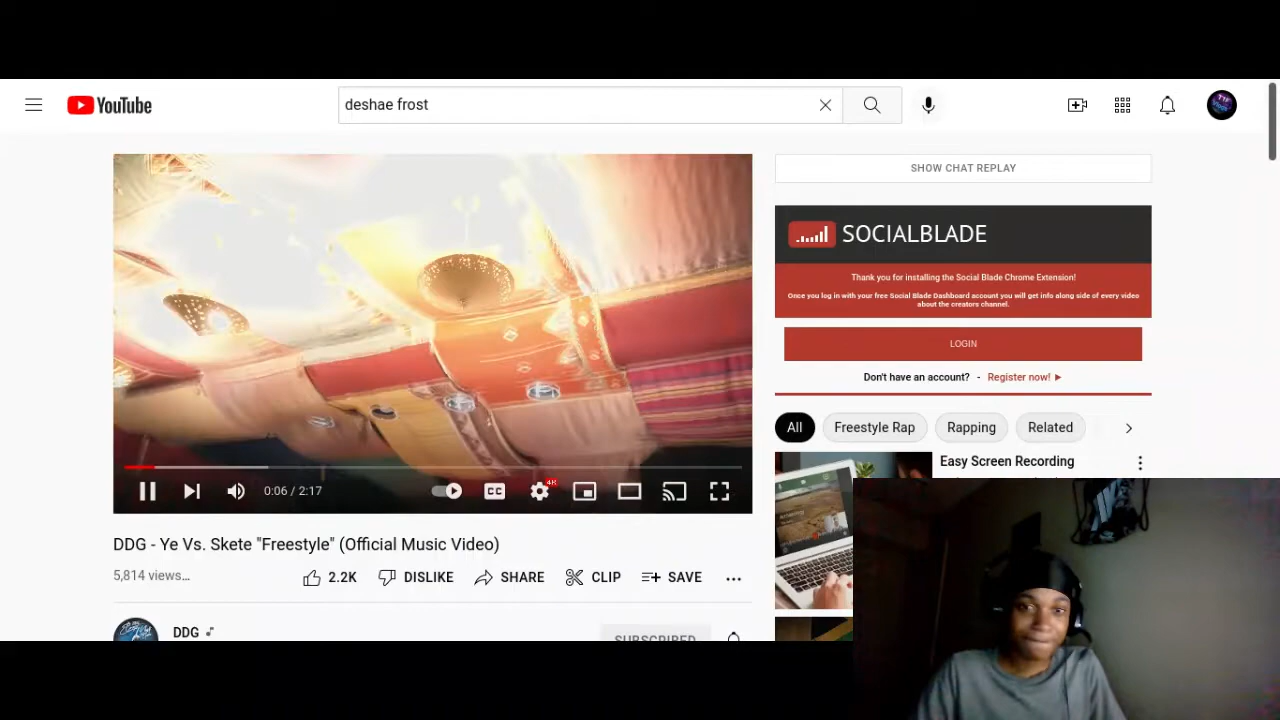 YouTube
deshae frost
SHOW CHAT REPLAY
SOCIALBLADE
Thank you for installing the Social Blade Chrome Extension!
Once you log in with your free Social Blade Dashboard account you will get info along side of every video
about the creators channel.
LOGIN
Don't have an account? - Register now! ►
All
Freestyle Rap
Rapping
Related
Easy Screen Recording
0:06 / 2:17
CC
4K
DDG - Ye Vs. Skete "Freestyle" (Official Music Video)
5,814 views…
2.2K
DISLIKE
SHARE
CLIP
SAVE
DDG
SUBSCRIBED